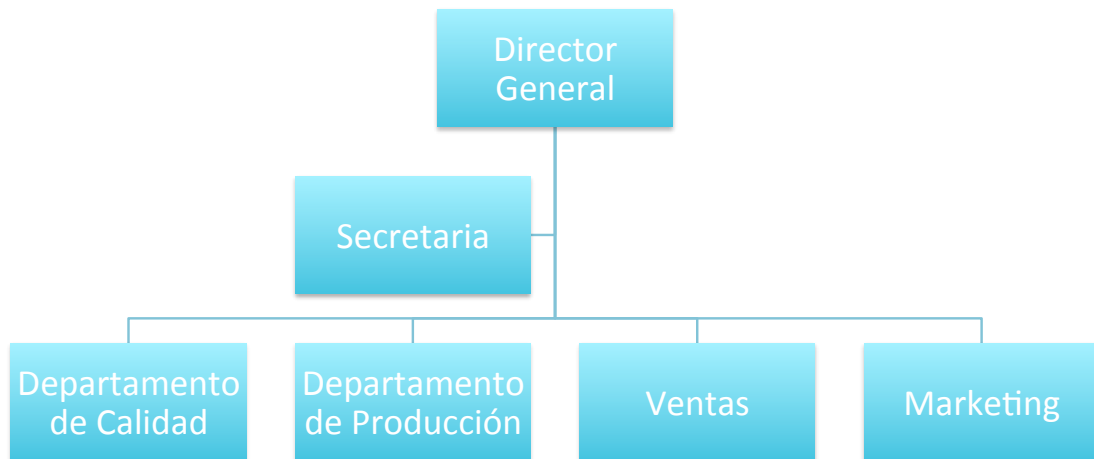 Director
General
Secretaria
Departamento
de Calidad
Departamento
de Producción
Ventas
Marketing